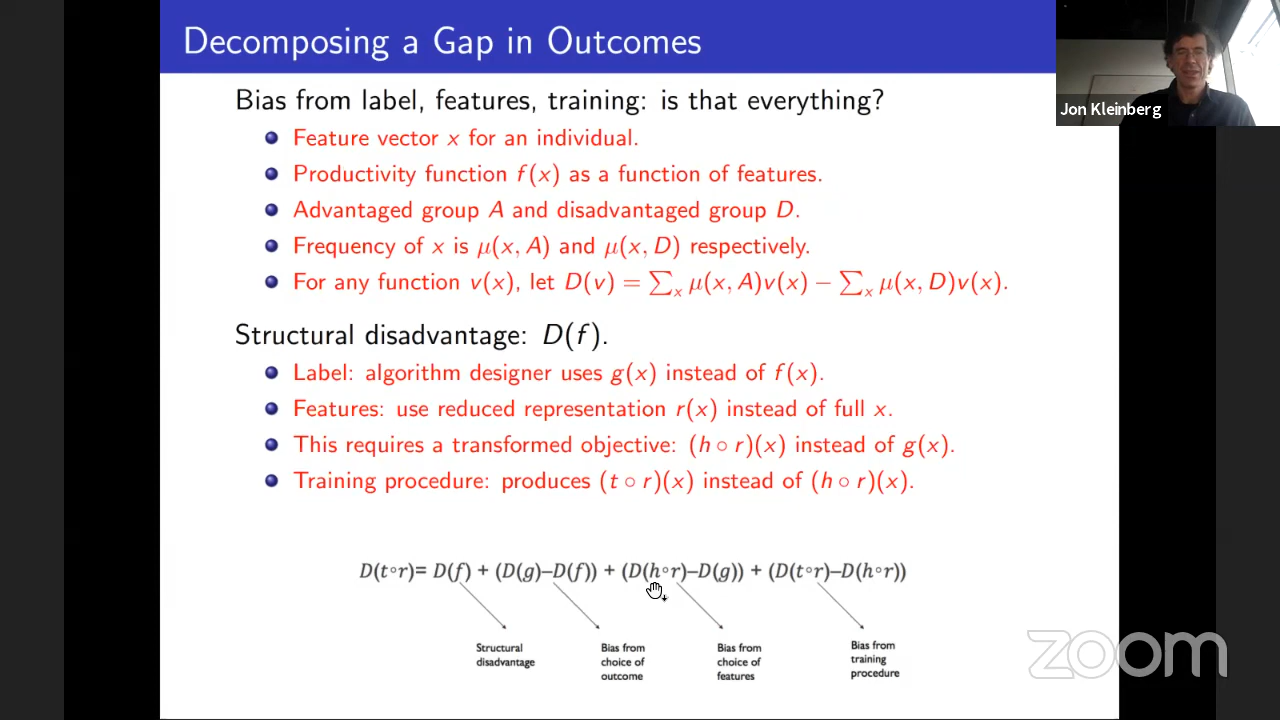 Decomposing a Gap in Outcomes
Jon Kleinberg
Bias from label, features, training: is that everything?
Feature vector x for an individual.
Productivity function f(x) as a function of features.
Advantaged group A and disadvantaged group D.
Frequency of x is μ(x, A) and μ(x, D) respectively.
For any function v(x), let D(v) = ∑ₓ μ(x, A)v(x) − ∑ₓ μ(x, D)v(x).
Structural disadvantage: D(f).
Label: algorithm designer uses g(x) instead of f(x).
Features: use reduced representation r(x) instead of full x.
This requires a transformed objective: (h ∘ r)(x) instead of g(x).
Training procedure: produces (t ∘ r)(x) instead of (h ∘ r)(x).
D(t∘r)= D(f) + (D(g)–D(f)) + (D(h∘r)–D(g)) + (D(t∘r)–D(h∘r))
Structural
disadvantage
Bias from
choice of
outcome
Bias from
choice of
features
Bias from
training
procedure
zoom